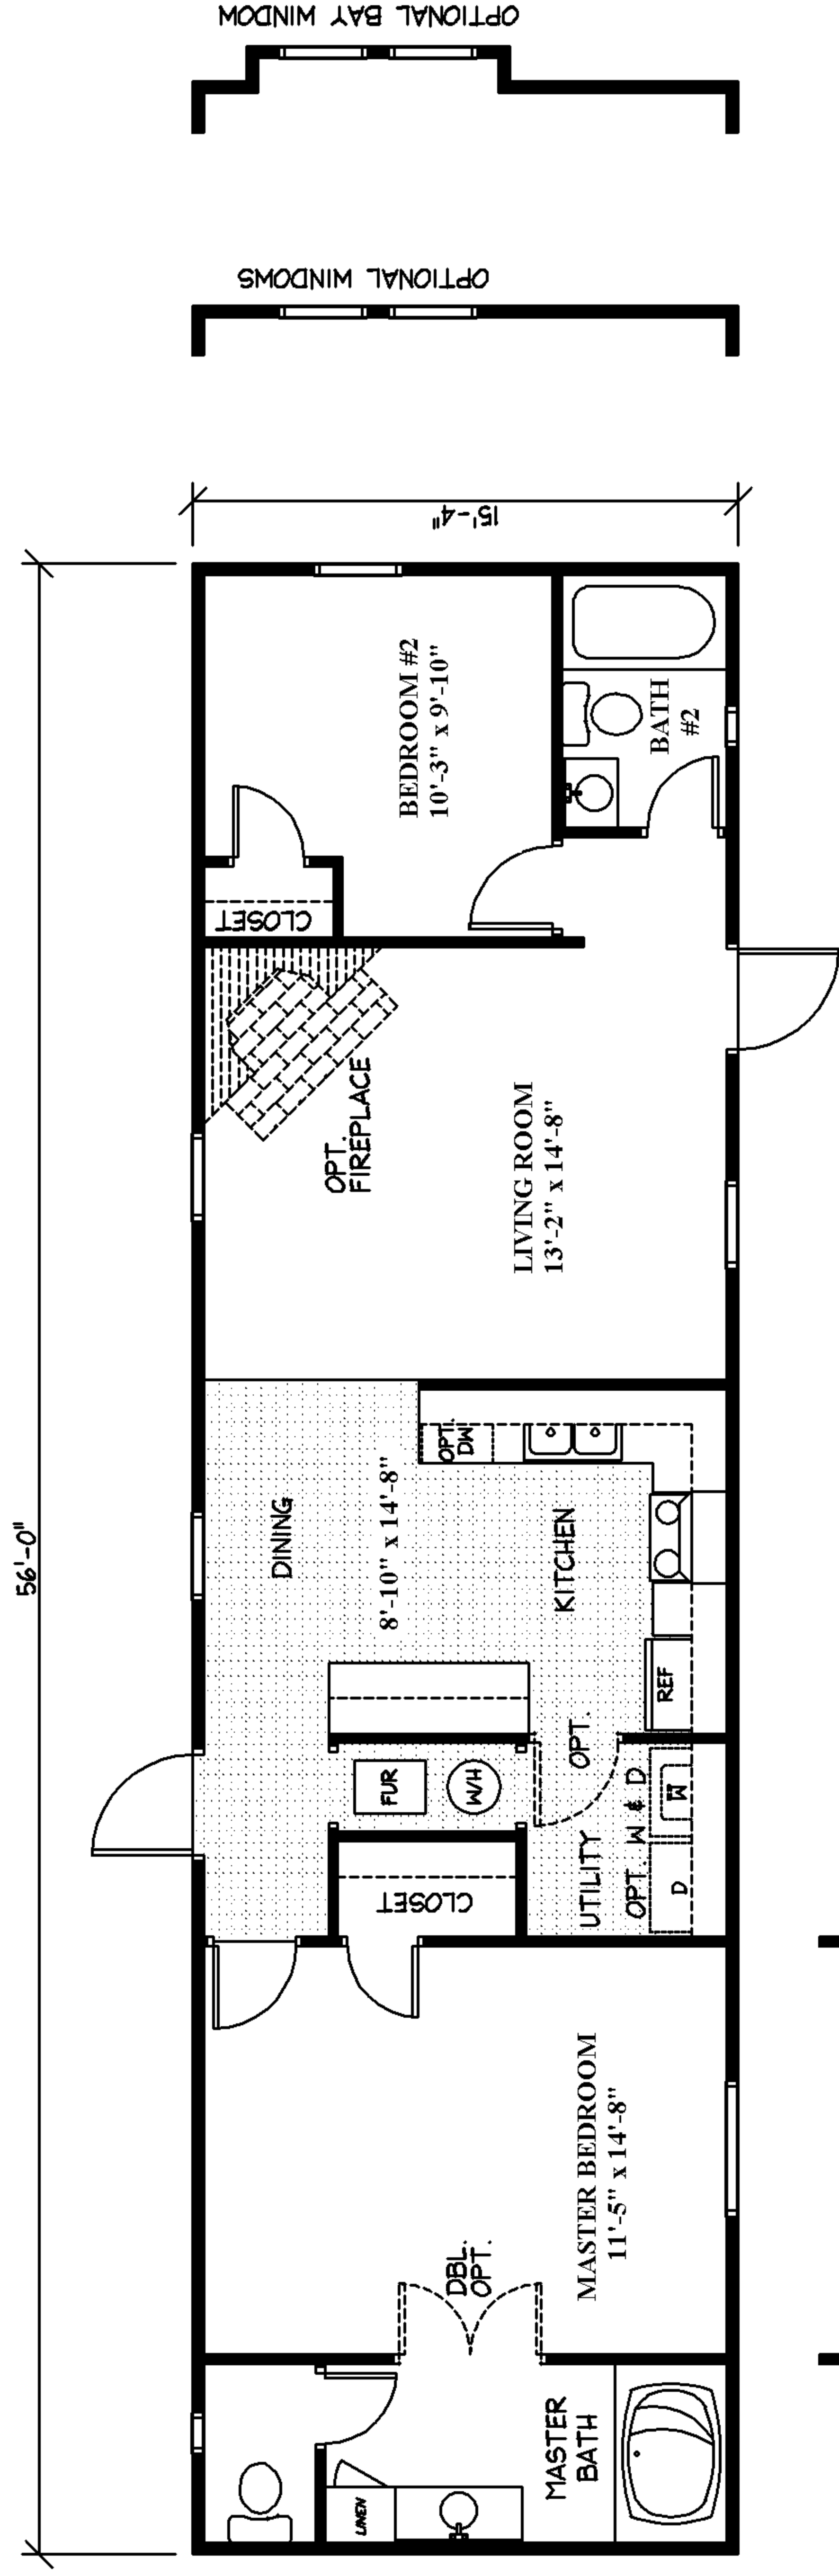 OPTIONAL BAY WINDOW
OPTIONAL WINDOWS
15'-4"
56'-0"
BEDROOM #2
10'-3" x 9'-10"
BATH
#2
CLOSET
OPT.
FIREPLACE
LIVING ROOM
13'-2" x 14'-8"
DINING
8'-10" x 14'-8"
KITCHEN
OPT.
DW
REF
OPT.
FUR
W/H
UTILITY
OPT. W & D
W
D
CLOSET
MASTER BEDROOM
11'-5" x 14'-8"
DBL.
OPT.
MASTER
BATH
LINEN